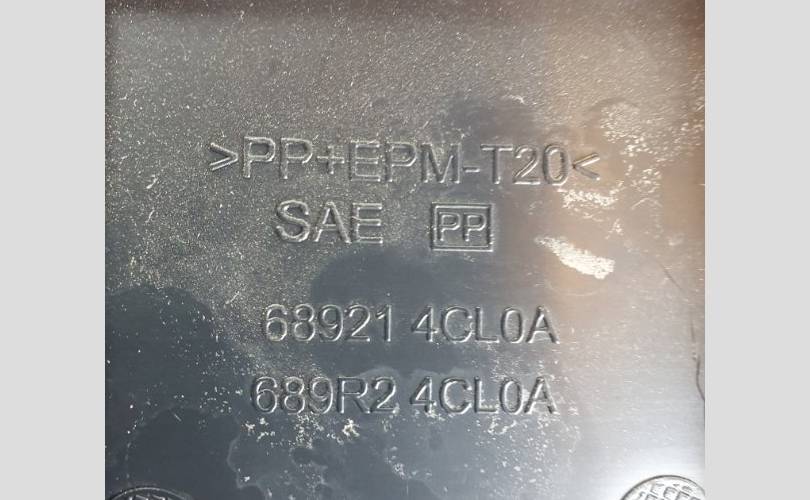 >PP+EPM-T20<
SAE PP
68921 4CL0A
689R2 4CL0A